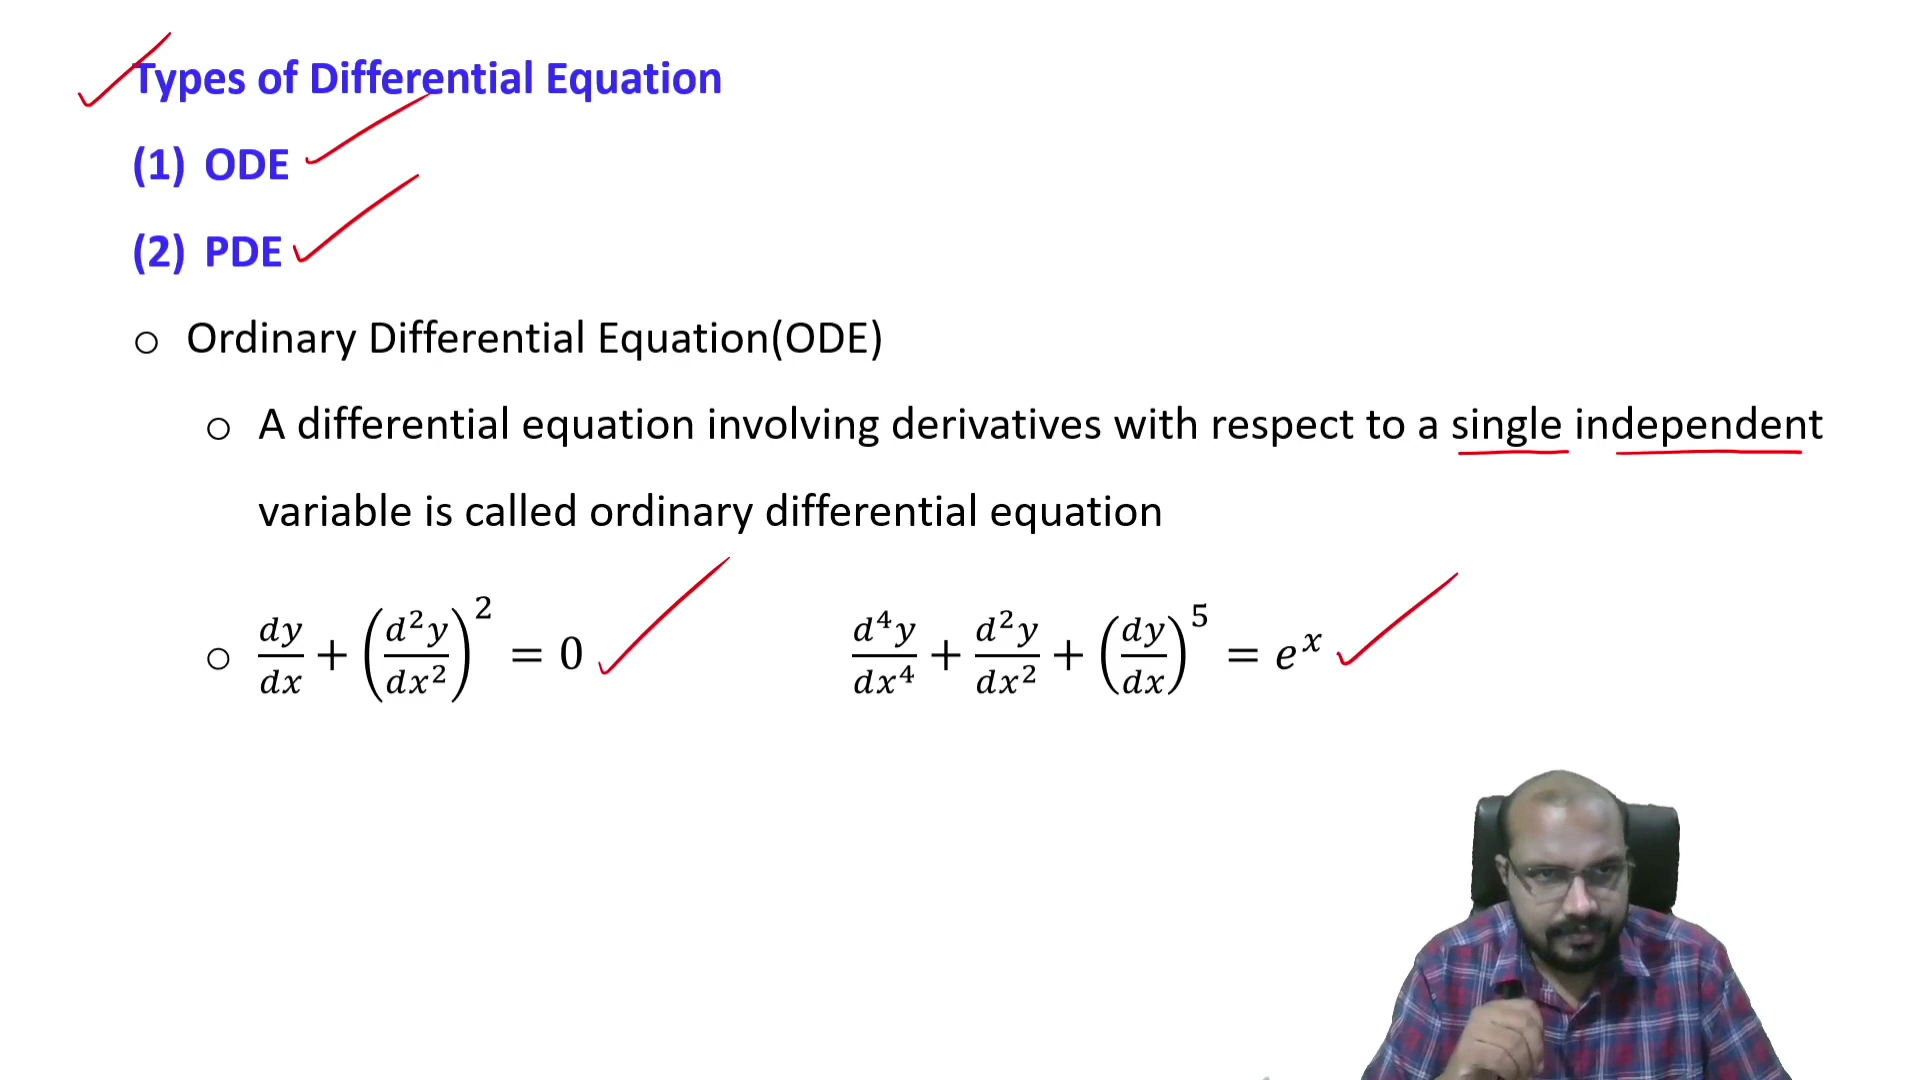 Types of Differential Equation
(1) ODE
(2) PDE
○ Ordinary Differential Equation(ODE)
○ A differential equation involving derivatives with respect to a single independent
variable is called ordinary differential equation
○ dy/dx + (d²y/dx²)² = 0    d⁴y/dx⁴ + d²y/dx² + (dy/dx)⁵ = eˣ